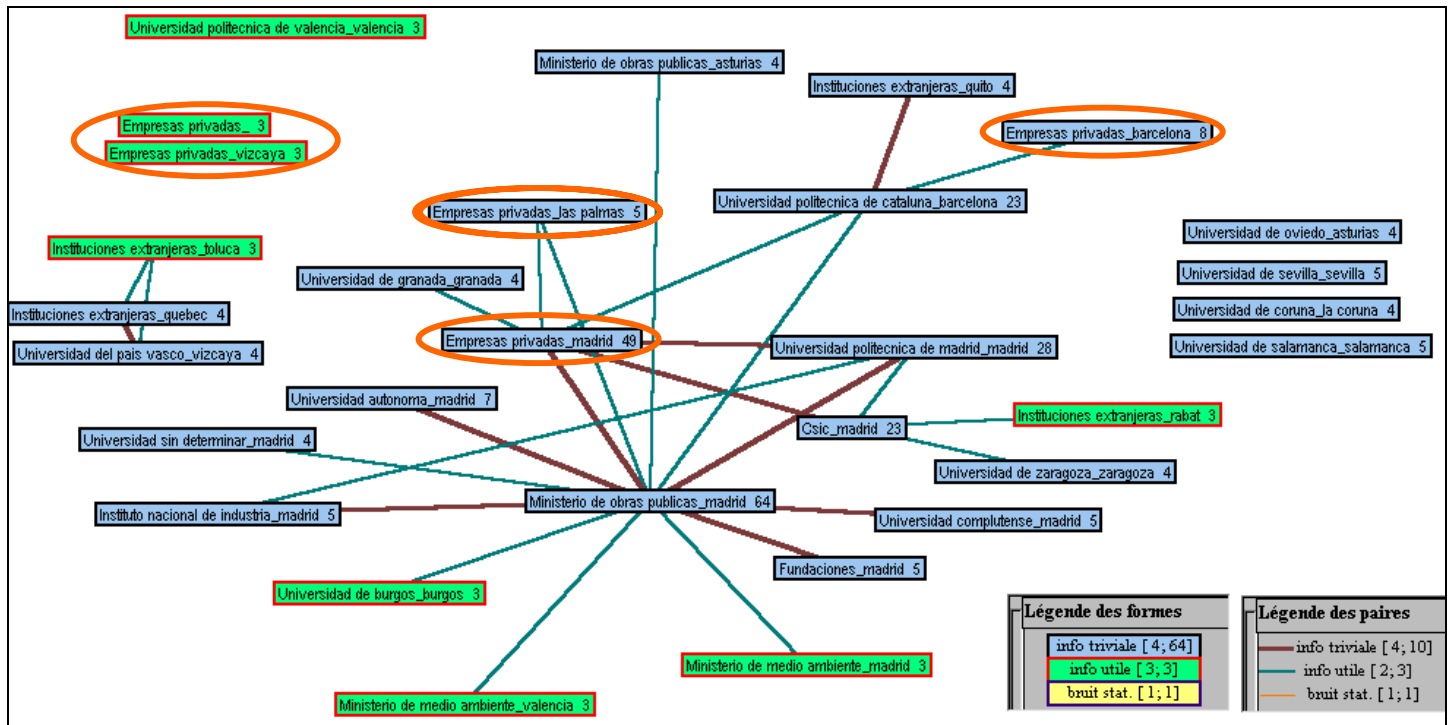 Universidad politecnica de valencia_valencia 3
Ministerio de obras publicas_asturias 4
Instituciones extranjeras_quito 4
Empresas privadas_ 3
Empresas privadas_barcelona 8
Empresas privadas_vizcaya 3
Universidad politecnica de cataluna_barcelona 23
Empresas privadas_las palmas 5
Universidad de oviedo_asturias 4
Instituciones extranjeras_toluca 3
Universidad de sevilla_sevilla 5
Universidad de granada_granada 4
Universidad de coruna_la coruna 4
Instituciones extranjeras_quebec 4
Empresas privadas_madrid 49
Universidad politecnica de madrid_madrid 28
Universidad de salamanca_salamanca 5
Universidad del pais vasco_vizcaya 4
Universidad autonoma_madrid 7
Instituciones extranjeras_rabat 3
Csic_madrid 23
Universidad sin determinar_madrid 4
Universidad de zaragoza_zaragoza 4
Ministerio de obras publicas_madrid 64
Instituto nacional de industria_madrid 5
Universidad complutense_madrid 5
Fundaciones_madrid 5
Universidad de burgos_burgos 3
Ministerio de medio ambiente_madrid 3
Ministerio de medio ambiente_valencia 3
Légende des formes
info triviale [ 4; 64]
info utile [ 3; 3]
bruit stat. [ 1; 1]
Légende des paires
info triviale [ 4; 10]
info utile [ 2; 3]
bruit stat. [ 1; 1]